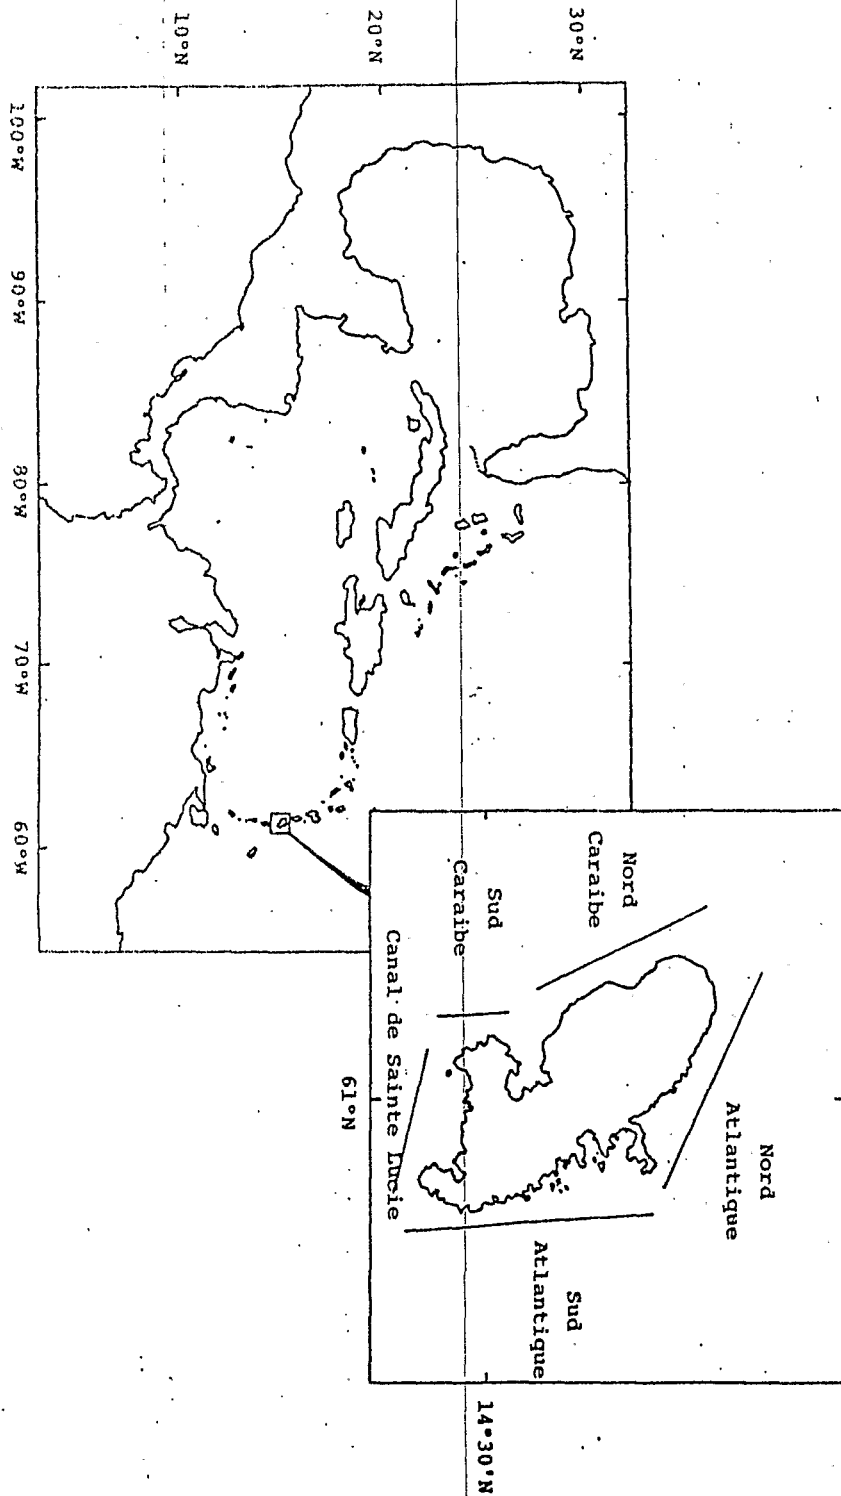 30°N
20°N
10°N
100°W
90°W
80°W
70°W
60°W
Nord
Atlantique
Nord
Caraibe
Sud
Caraibe
Sud
Atlantique
Canal de Sainte Lucie
14°30'N
61°N